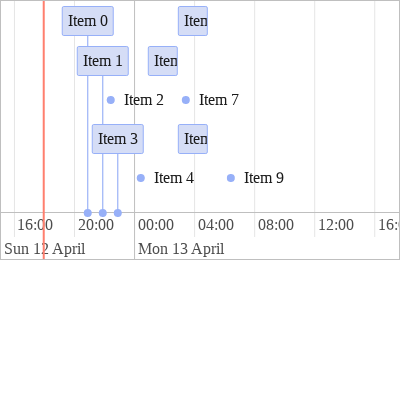 Item 0 Item
Item 1 Item
Item 2 Item 7
Item 3 Item
Item 4 Item 9
16:00 20:00 00:00 04:00 08:00 12:00 16:
Sun 12 April Mon 13 April